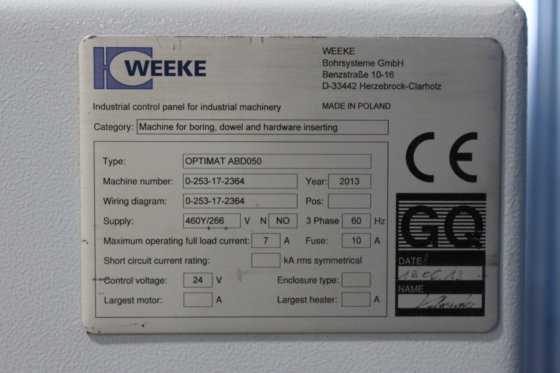 WEEKE
WEEKE
Bohrsysteme GmbH
Benzstraße 10-16
D-33442 Herzebrock-Clarholz
Industrial control panel for industrial machinery
MADE IN POLAND
Category: Machine for boring, dowel and hardware inserting
Type: OPTIMAT ABD050
Machine number: 0-253-17-2364 Year: 2013
Wiring diagram: 0-253-17-2364 Pos:
Supply: 460Y/266 V N NO 3 Phase 60 Hz
Maximum operating full load current: 7 A Fuse: 10 A
Short circuit current rating: kA rms symmetrical
Control voltage: 24 V Enclosure type:
Largest motor: A Largest heater: A
CE
GQ
DATE
NAME